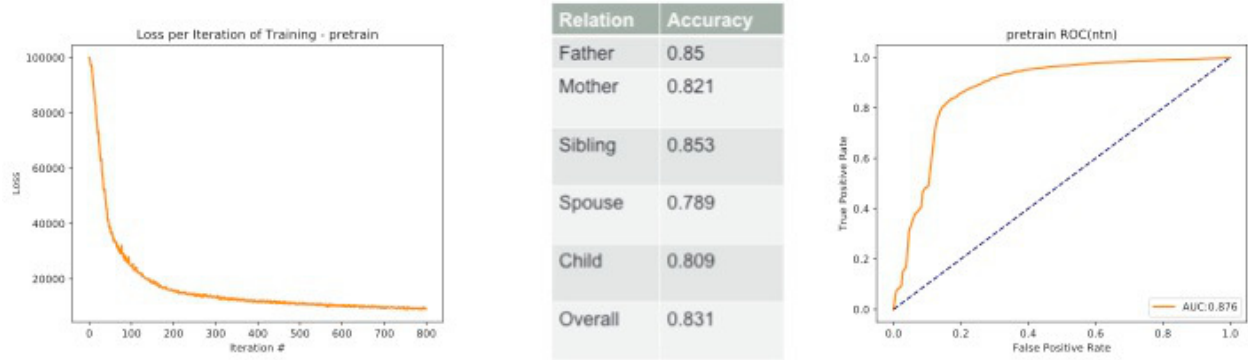 Loss per Iteration of Training - pretrain
100000
80000
60000
40000
20000
Loss
0 100 200 300 400 500 600 700 800
Iteration #
Relation Accuracy
Father 0.85
Mother 0.821
Sibling 0.853
Spouse 0.789
Child 0.809
Overall 0.831
pretrain ROC(ntn)
1.0
0.8
0.6
0.4
0.2
0.0
True Positive Rate
AUC:0.876
0.0 0.2 0.4 0.6 0.8 1.0
False Positive Rate